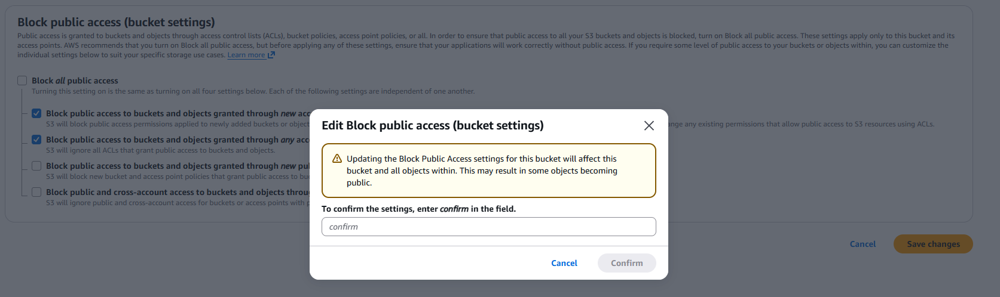 Block public access (bucket settings)
Public access is granted to buckets and objects through access control lists (ACLs), bucket policies, access point policies, or all. In order to ensure that public access to all your S3 buckets and objects is blocked, turn on Block all public access. These settings apply only to this bucket and its
access points. AWS recommends that you turn on Block all public access, but before applying any of these settings, ensure that your applications will work correctly without public access. If you require some level of public access to your buckets or objects within, you can customize the
individual settings below to suit your specific storage use cases. Learn more
Block all public access
Turning this setting on is the same as turning on all four settings below. Each of the following settings are independent of one another.
Block public access to buckets and objects granted through new
S3 will block public access permissions applied to newly added buckets or
ange any existing permissions that allow public access to S3 resources using ACLs.
Block public access to buckets and objects granted through any
S3 will ignore all ACLs that grant public access to buckets and objects.
Block public access to buckets and objects granted through new
S3 will block new bucket and access point policies that grant public access to
Block public and cross-account access to buckets and objects
S3 will ignore public and cross-account access for buckets or access points with
Edit Block public access (bucket settings)
Updating the Block Public Access settings for this bucket will affect this
bucket and all objects within. This may result in some objects becoming
public.
To confirm the settings, enter confirm in the field.
confirm
Cancel
Confirm
Cancel
Save changes